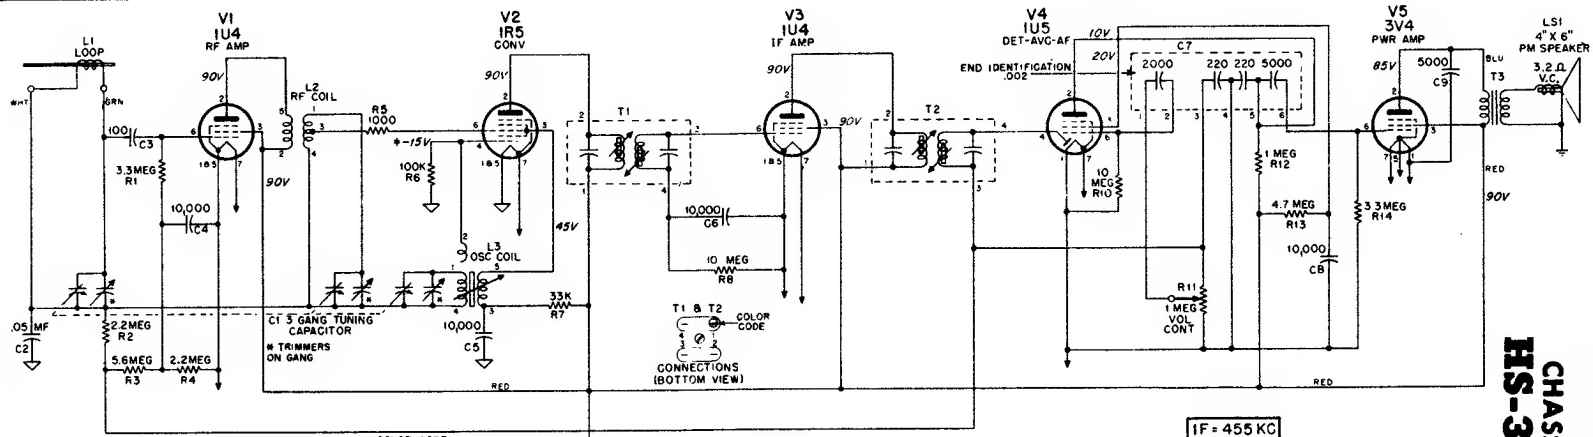 V1
1U4
RF AMP
V2
1R5
CONV
V3
1U4
IF AMP
V4
1U5
DET-AVC-AF
V5
3V4
PWR AMP
LS1
4" X 6"
PM SPEAKER
3.2 Ω
V.C.
L1
LOOP
WHT
GRN
90V
L2
RF COIL
R5
1000
*-15V
100K
R6
90V
T1
90V
90V
T2
10V
20V
C7
END IDENTIFICATION
.002
2000
220
220
5000
85V
5000
C9
BLU
T3
RED
90V
100
C3
3.3MEG
R1
10,000
C4
90V
45V
L3
OSC COIL
10,000
C6
10 MEG
R8
10
MEG
R10
1 MEG
R12
4.7 MEG
R13
10,000
C8
3.3MEG
R14
R11
1 MEG
VOL
CONT
.05 MF
C2
2.2MEG
R2
5.6MEG
R3
2.2MEG
R4
C1 3 GANG TUNING
CAPACITOR
* TRIMMERS
ON GANG
10,000
C5
33K
R7
T1 & T2
COLOR
CODE
CONNECTIONS
(BOTTOM VIEW)
RED
RED
IF = 455 KC
CHAS
HS-3